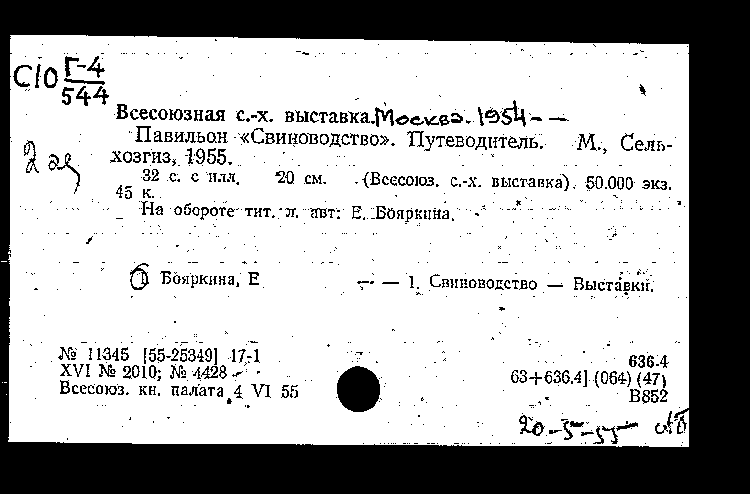 С10 Г-4
544
Всесоюзная с.-х. выставка. Москва. 1954 - —
Павильон «Свиноводство». Путеводитель. М., Сель-
хозгиз, 1955.
32 с. с илл. 20 см. (Всесоюз. с.-х. выставка). 50.000 экз.
45 к.
На обороте тит. л. авт: Е. Бояркина.
① Бояркина, Е — — 1. Свиноводство — Выставки.
№ 11345 [55-25349] 17-1
XVI № 2010; № 4428
Всесоюз. кн. палата 4 VI 55
636.4
63+636.4] (064) (47)
В852
20-5-55